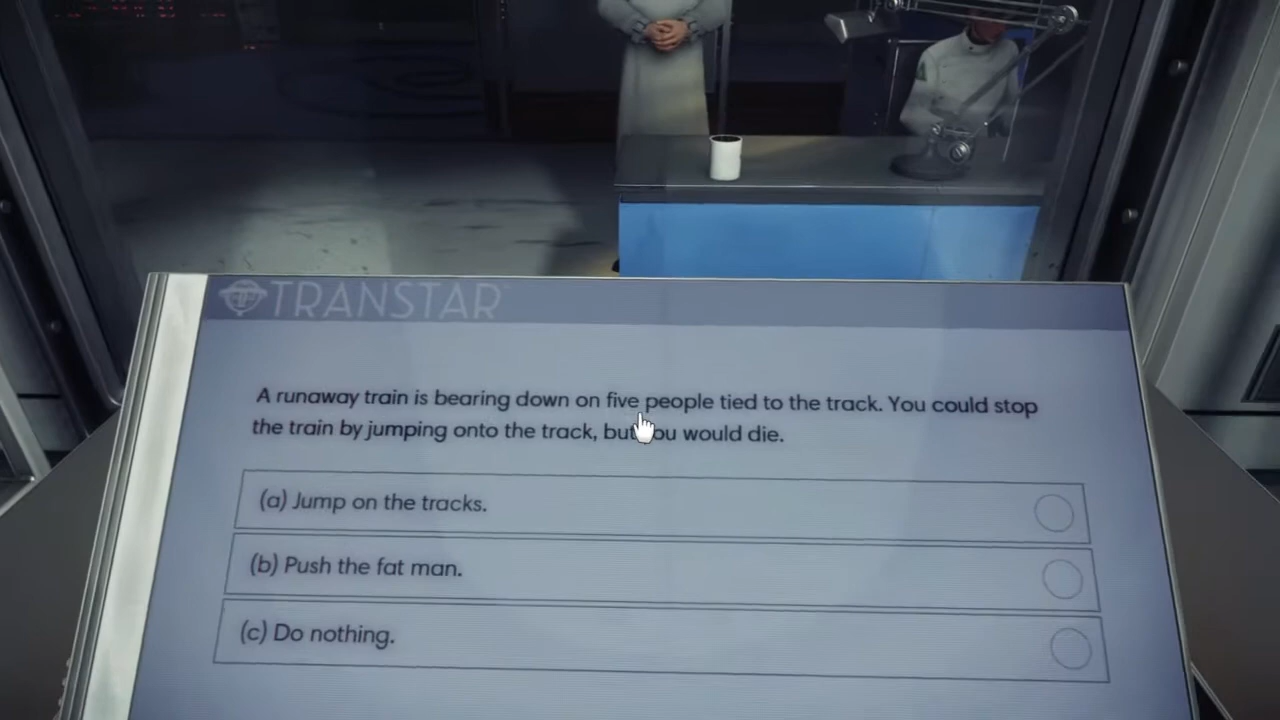 TRANSTAR
A runaway train is bearing down on five people tied to the track. You could stop
the train by jumping onto the track, but you would die.
(a) Jump on the tracks.
(b) Push the fat man.
(c) Do nothing.